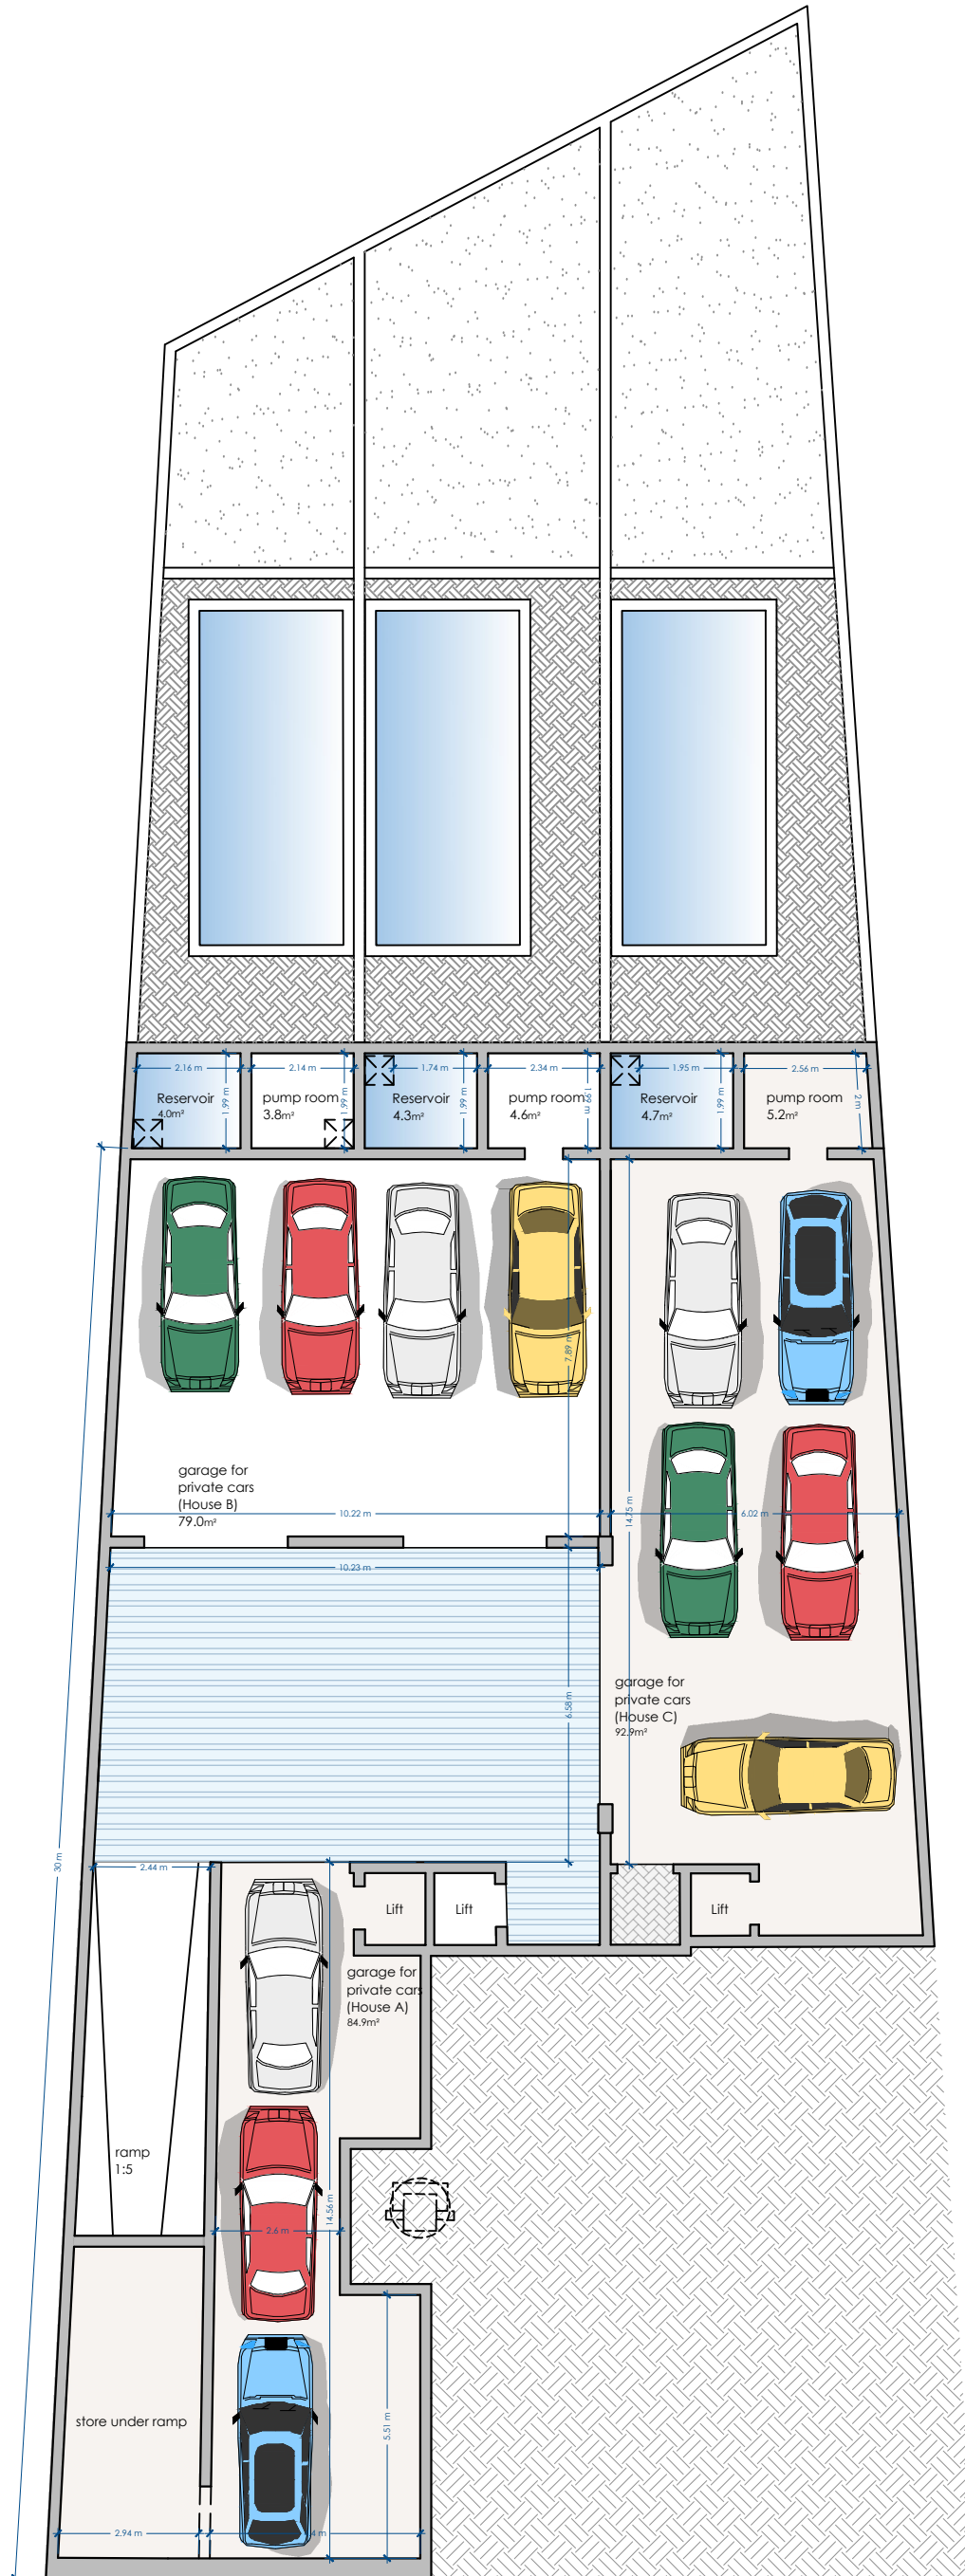 2.16 m
2.14 m
1.74 m
2.34 m
1.95 m
2.56 m
Reservoir
4.0m²
1.99 m
pump room
3.8m²
1.99 m
Reservoir
4.3m²
1.99 m
pump room
4.6m²
1.99 m
Reservoir
4.7m²
1.99 m
pump room
5.2m²
2 m
7.89 m
garage for
private cars
(House B)
79.0m²
10.22 m
14.75 m
6.02 m
10.23 m
6.58 m
garage for
private cars
(House C)
92.9m²
30 m
2.44 m
Lift
Lift
Lift
garage for
private cars
(House A)
84.9m²
ramp
1:5
14.56 m
2.6 m
store under ramp
5.51 m
2.94 m